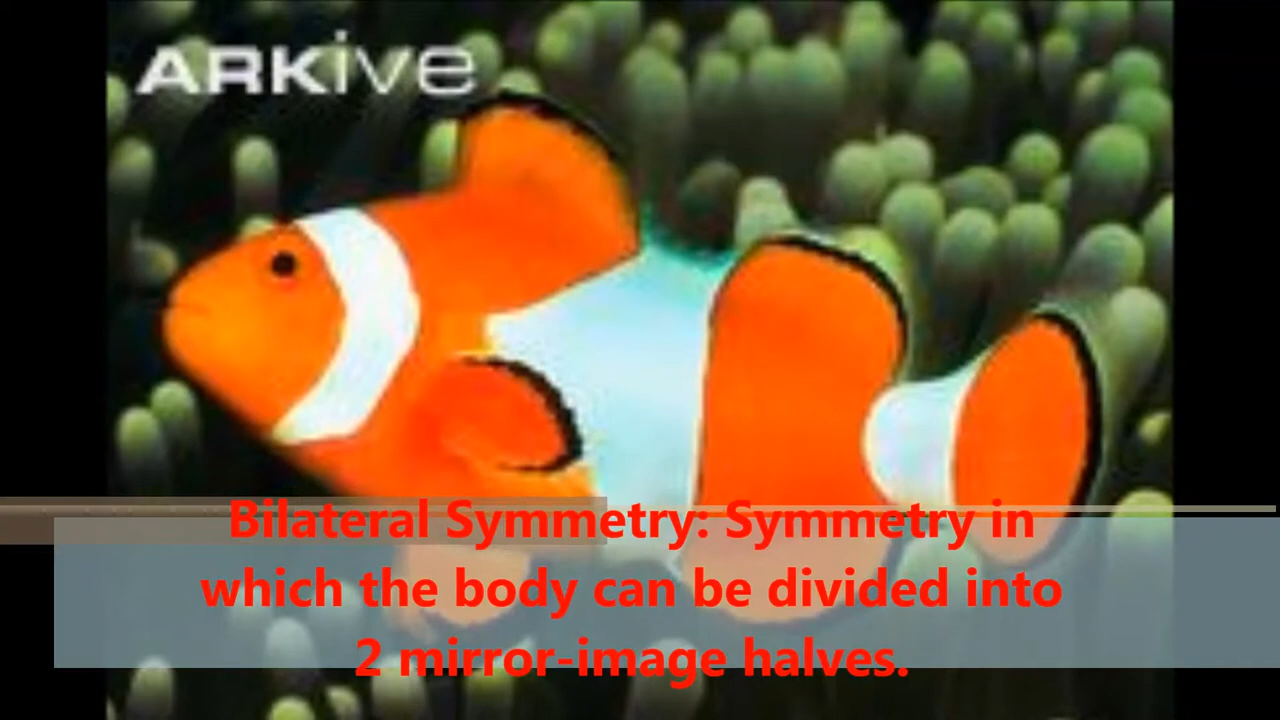 ARKive
Bilateral Symmetry: Symmetry in
which the body can be divided into
2 mirror-image halves.